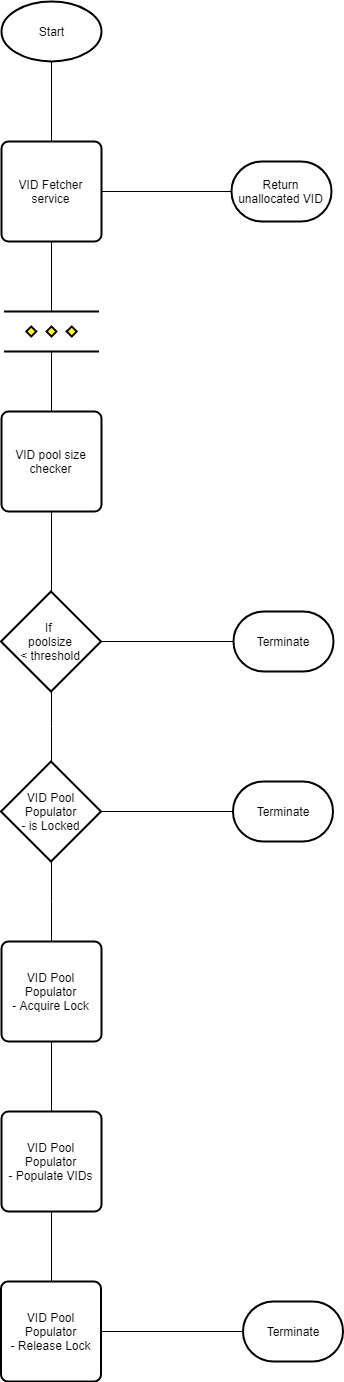 Start
VID Fetcher
service
Return
unallocated VID
VID pool size
checker
If
poolsize
< threshold
Terminate
VID Pool
Populator
- is Locked
Terminate
VID Pool
Populator
- Acquire Lock
VID Pool
Populator
- Populate VIDs
VID Pool
Populator
- Release Lock
Terminate